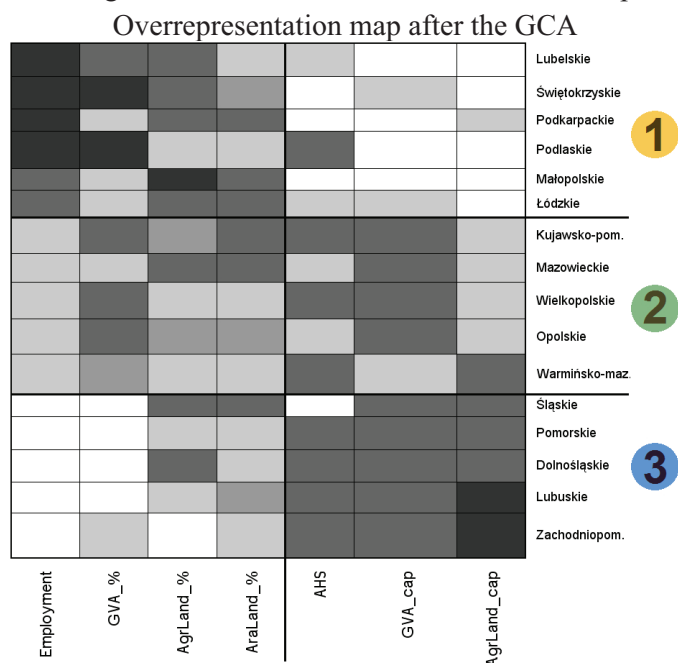 Overrepresentation map after the GCA
Lubelskie
Świętokrzyskie
Podkarpackie
Podlaskie
Małopolskie
Łódzkie
1
Kujawsko-pom.
Mazowieckie
Wielkopolskie
Opolskie
Warmińsko-maz.
2
Śląskie
Pomorskie
Dolnośląskie
Lubuskie
Zachodniopom.
3
Employment
GVA_%
AgrLand_%
AraLand_%
AHS
GVA_cap
AgrLand_cap